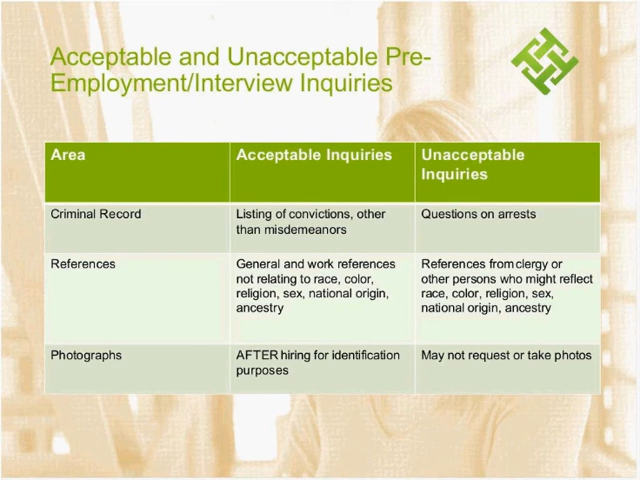 Acceptable and Unacceptable Pre-
Employment/Interview Inquiries
Area
Acceptable Inquiries
Unacceptable
Inquiries
Criminal Record
Listing of convictions, other
than misdemeanors
Questions on arrests
References
General and work references
not relating to race, color,
religion, sex, national origin,
ancestry
References from clergy or
other persons who might reflect
race, color, religion, sex,
national origin, ancestry
Photographs
AFTER hiring for identification
purposes
May not request or take photos